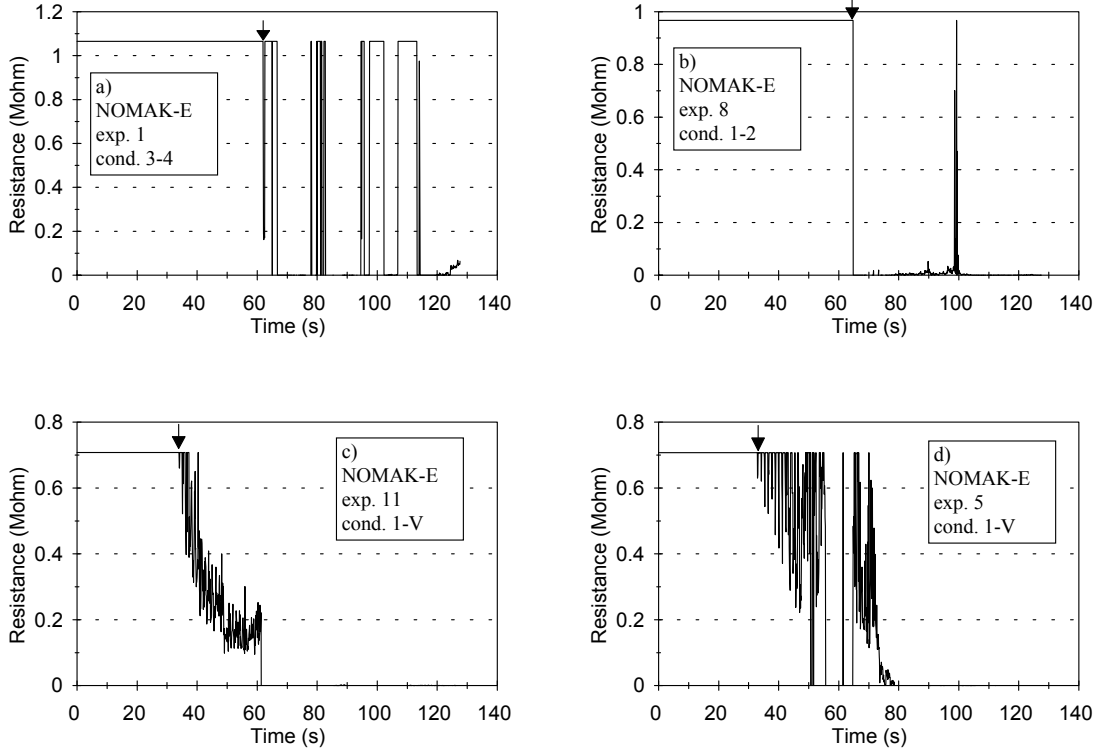 1.2
1
0.8
0.6
0.4
0.2
0
Resistance (Mohm)
a)
NOMAK-E
exp. 1
cond. 3-4
0 20 40 60 80 100 120 140
Time (s)
1
0.8
0.6
0.4
0.2
0
Resistance (Mohm)
b)
NOMAK-E
exp. 8
cond. 1-2
0 20 40 60 80 100 120 140
Time (s)
0.8
0.6
0.4
0.2
0
Resistance (Mohm)
c)
NOMAK-E
exp. 11
cond. 1-V
0 20 40 60 80 100 120 140
Time (s)
0.8
0.6
0.4
0.2
0
Resistance (Mohm)
d)
NOMAK-E
exp. 5
cond. 1-V
0 20 40 60 80 100 120 140
Time (s)